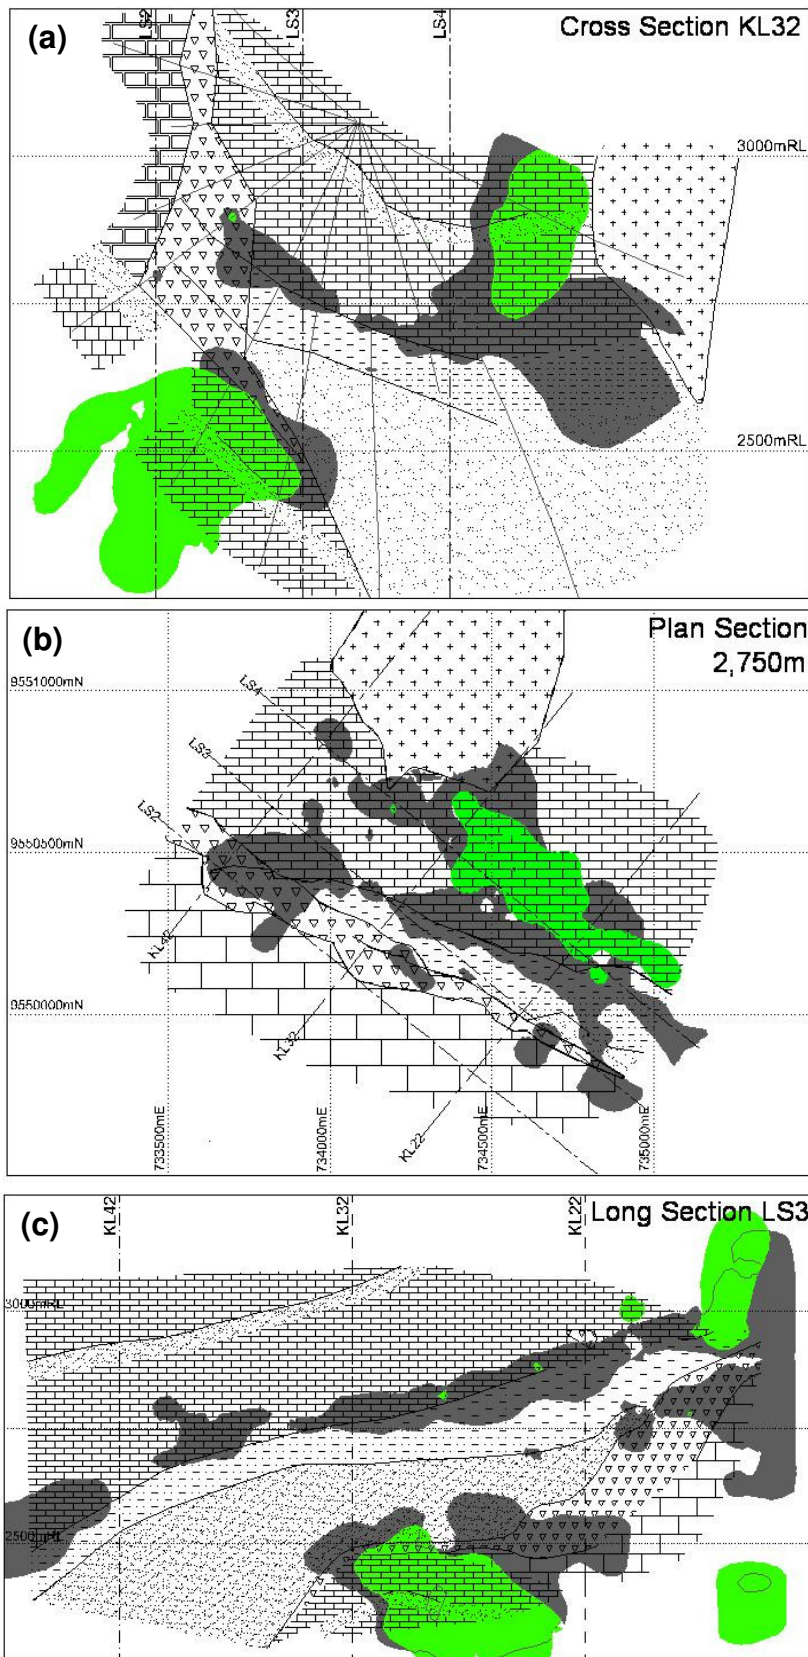 (a)
LS2
LS3
LS4
Cross Section KL32
3000mRL
2500mRL
(b)
Plan Section
2,750m
9551000mN
LS4
LS3
LS2
9550500mN
KL42
9550000mN
KL32
KL22
733500mE
734000mE
734500mE
735000mE
(c)
KL42
KL32
KL22
Long Section LS3
3000mRL
2500mRL